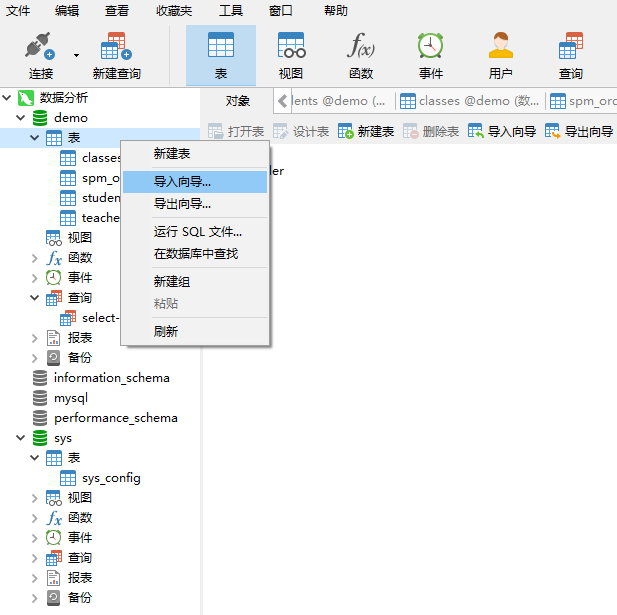 文件 编辑 查看 收藏夹 工具 窗口 帮助
连接 新建查询 表 视图 函数 事件 用户 查询
数据分析
对象
lents @demo (... classes @demo (数... spm_orc
demo
打开表 设计表 新建表 删除表 导入向导 导出向导
表
新建表
classes
ler
导入向导...
spm_o
导出向导...
studen
teache
运行 SQL 文件...
视图
在数据库中查找
函数
事件
新建组
查询
粘贴
select-
刷新
报表
备份
information_schema
mysql
performance_schema
sys
表
sys_config
视图
函数
事件
查询
报表
备份